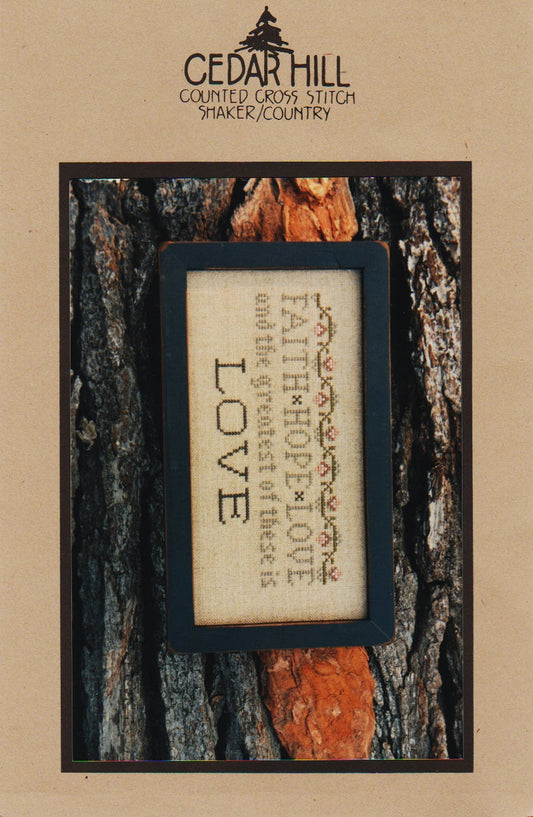 CEDAR HILL
COUNTED CROSS STITCH
SHAKER/COUNTRY
FAITH × HOPE × LOVE
and the greatest of these is
LOVE